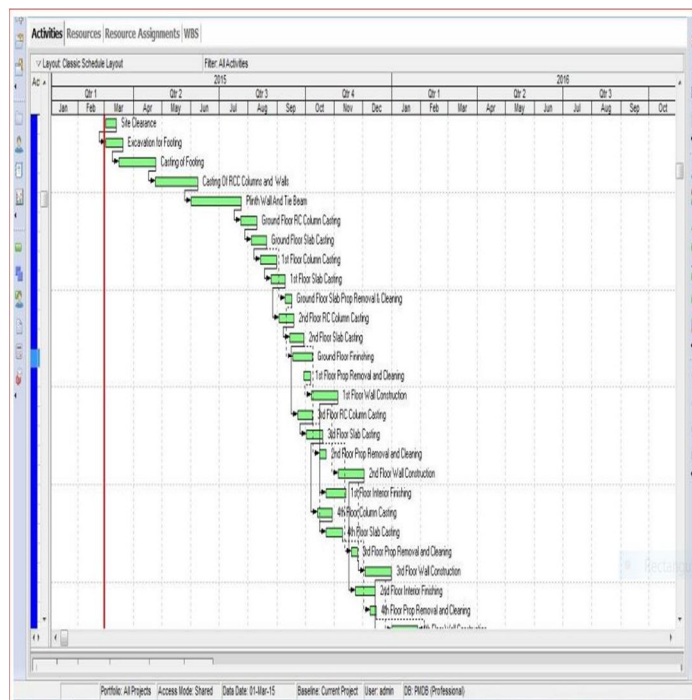 Activities Resources Resource Assignments WBS
Layout: Classic Schedule Layout Filter: All Activities
2015 2016
Qtr 1 Qtr 2 Qtr 3 Qtr 4 Qtr 1 Qtr 2 Qtr 3
Jan Feb Mar Apr May Jun Jul Aug Sep Oct Nov Dec Jan Feb Mar Apr May Jun Jul Aug Sep Oct
Site Clearance
Excavation for Footing
Casting of Footing
Casting Of RCC Columns and Walls
Plinth Wall And Tie Beam
Ground Floor RC Column Casting
Ground Floor Slab Casting
1st Floor Column Casting
1st Floor Slab Casting
Ground Floor Slab Prop Removal & Cleaning
2nd Floor RC Column Casting
2nd Floor Slab Casting
Ground Floor Fininshing
1st Floor Prop Removal and Cleaning
1st Floor Wall Construction
3rd Floor RC Column Casting
3rd Floor Slab Casting
2nd Floor Prop Removal and Cleaning
2nd Floor Wall Construction
1st Floor Interior Finishing
4th Floor Column Casting
4th Floor Slab Casting
3rd Floor Prop Removal and Cleaning
3rd Floor Wall Construction
2nd Floor Interior Finishing
4th Floor Prop Removal and Cleaning
4th Floor Wall Construction
Portfolio: All Projects Access Mode: Shared Data Date: 01-Mar-15 Baseline: Current Project User: admin DB: PMDB (Professional)